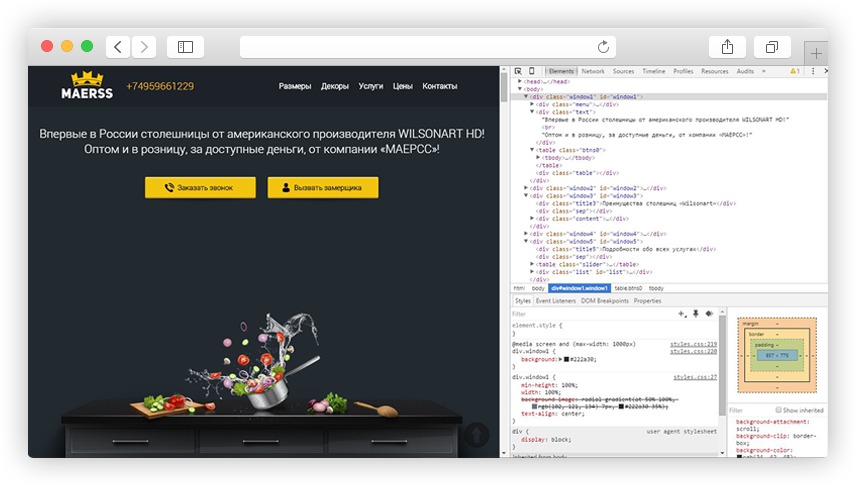 MAERSS
+74959661229
Размеры Декоры Услуги Цены Контакты
Впервые в России столешницы от американского производителя WILSONART HD!
Оптом и в розницу, за доступные деньги, от компании «МАЕРСС»!
Заказать звонок
Вызвать замерщика
Elements Network Sources Timeline Profiles Resources Audits » 1
<head>…</head>
<body>
<div class="window1" id="window1">
<div class="menu">…</div>
<div class="text">
"Впервые в России столешницы от американского производителя WILSONART HD!"
<br>
"Оптом и в розницу, за доступные деньги, от компании «МАЕРСС»!"
</div>
<table class="btns0">
<tbody>…</tbody>
</table>
<div class="table"></div>
</div>
<div class="window2" id="window2">…</div>
<div class="window3" id="window3">
<div class="title3">Преимущества столешниц «Wilsonart»</div>
<div class="sep"></div>
<div class="content">…</div>
</div>
<div class="window4" id="window4">…</div>
<div class="window5" id="window5">
<div class="title5">Подробности обо всех услугах</div>
<div class="sep"></div>
<table class="slider">…</table>
<div class="list" id="list">…</div>
</div>
html body div#window1.window1 table.btns0 tbody
Styles Event Listeners DOM Breakpoints Properties
Filter
element.style {
}
@media screen and (max-width: 1000px) styles.css:219
div.window1 { styles.css:220
background: #222a30;
}
div.window1 { styles.css:27
min-height: 100%;
width: 100%;
background-image: radial-gradient(at 50% 100%,
rgb(102, 121, 134) 7px, #222a30 35%);
text-align: center;
}
div { user agent stylesheet
display: block;
}
Inherited from body
margin –
border –
padding –
857 × 775
–
–
–
Filter Show inherited
background-attachment:
scroll;
background-clip: border-
box;
background-color: